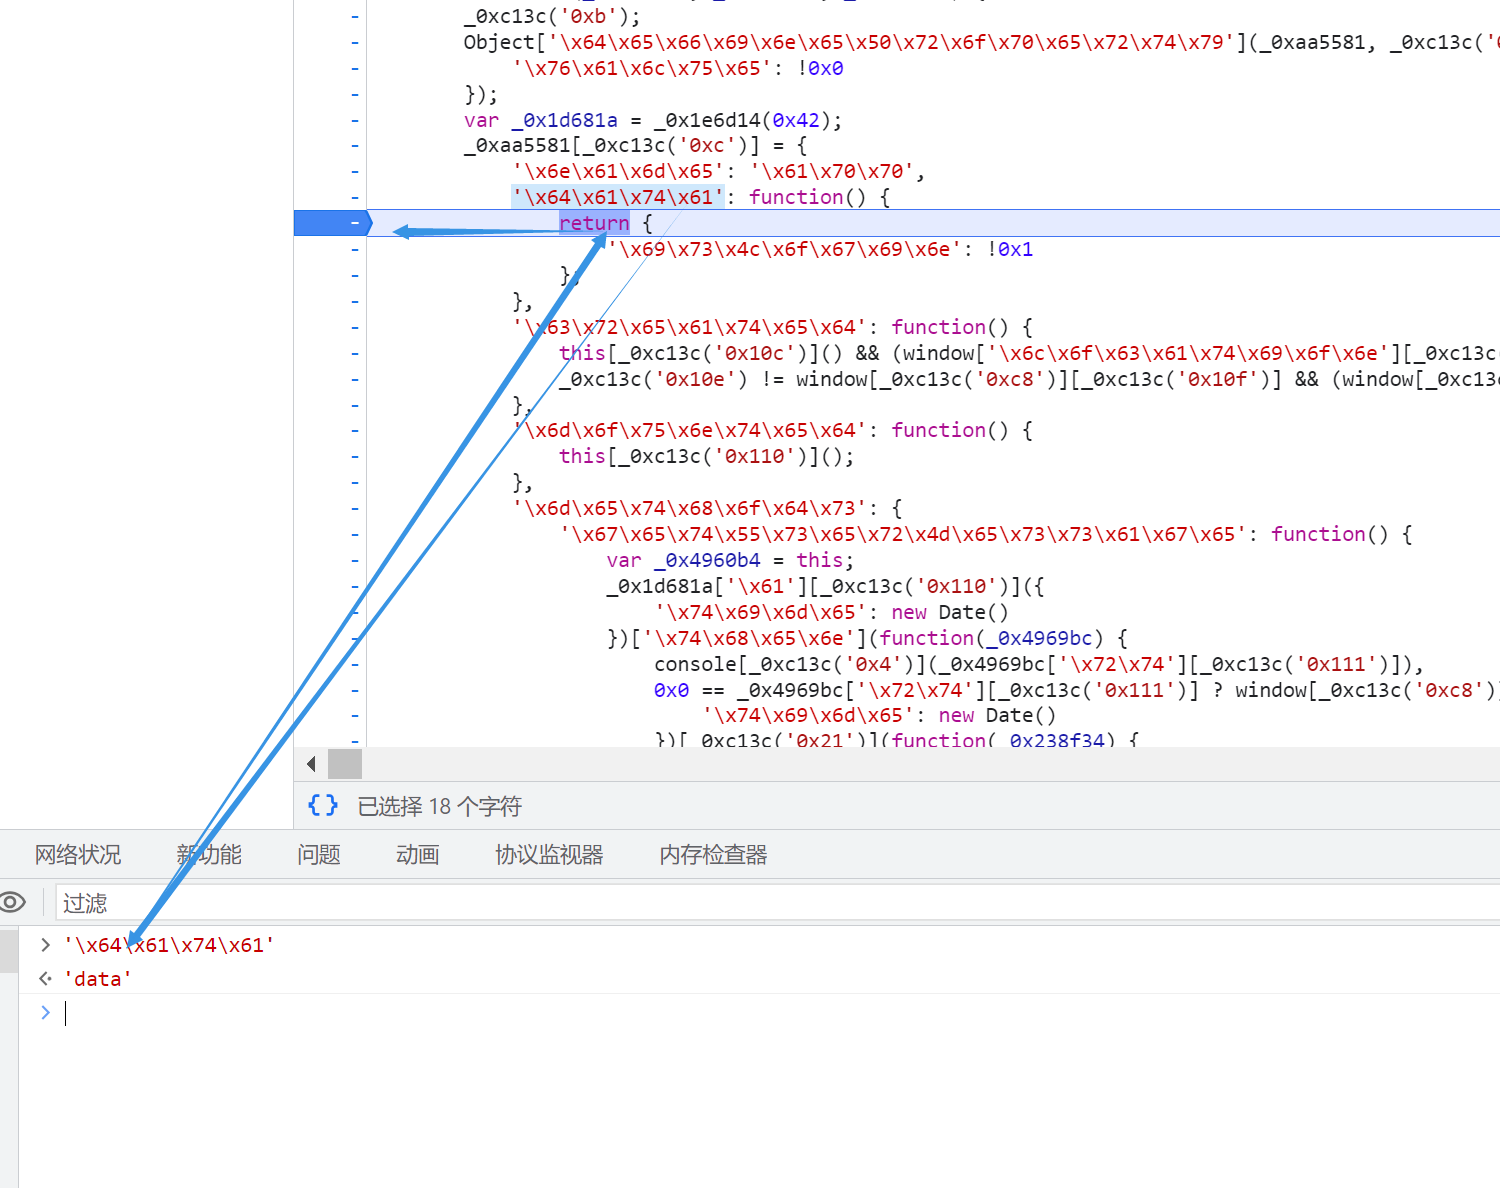 _0xc13c('0xb');
Object['\x64\x65\x66\x69\x6e\x65\x50\x72\x6f\x70\x65\x72\x74\x79'](_0xaa5581, _0xc13c('0
'\x76\x61\x6c\x75\x65': !0x0
});
var _0x1d681a = _0x1e6d14(0x42);
_0xaa5581[_0xc13c('0xc')] = {
'\x6e\x61\x6d\x65': '\x61\x70\x70',
'\x64\x61\x74\x61': function() {
return {
'\x69\x73\x4c\x6f\x67\x69\x6e': !0x1
};
},
'\x63\x72\x65\x61\x74\x65\x64': function() {
this[_0xc13c('0x10c')]() && (window['\x6c\x6f\x63\x61\x74\x69\x6f\x6e'][_0xc13c(
_0xc13c('0x10e') != window[_0xc13c('0xc8')][_0xc13c('0x10f')] && (window[_0xc13c
},
'\x6d\x6f\x75\x6e\x74\x65\x64': function() {
this[_0xc13c('0x110')]();
},
'\x6d\x65\x74\x68\x6f\x64\x73': {
'\x67\x65\x74\x55\x73\x65\x72\x4d\x65\x73\x73\x61\x67\x65': function() {
var _0x4960b4 = this;
_0x1d681a['\x61'][_0xc13c('0x110')]({
'\x74\x69\x6d\x65': new Date()
})['\x74\x68\x65\x6e'](function(_0x4969bc) {
console[_0xc13c('0x4')](_0x4969bc['\x72\x74'][_0xc13c('0x111')]),
0x0 == _0x4969bc['\x72\x74'][_0xc13c('0x111')] ? window[_0xc13c('0xc8')]
'\x74\x69\x6d\x65': new Date()
})[_0xc13c('0x21')](function(_0x238f34) {
{} 已选择 18 个字符
网络状况 新功能 问题 动画 协议监视器 内存检查器
过滤
> '\x64\x61\x74\x61'
'data'
>